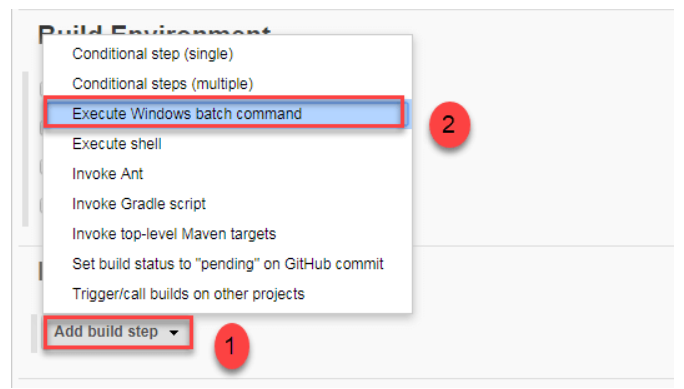 Build Environment
Conditional step (single)
Conditional steps (multiple)
Execute Windows batch command
2
Execute shell
Invoke Ant
Invoke Gradle script
Invoke top-level Maven targets
Set build status to "pending" on GitHub commit
Trigger/call builds on other projects
Add build step
1